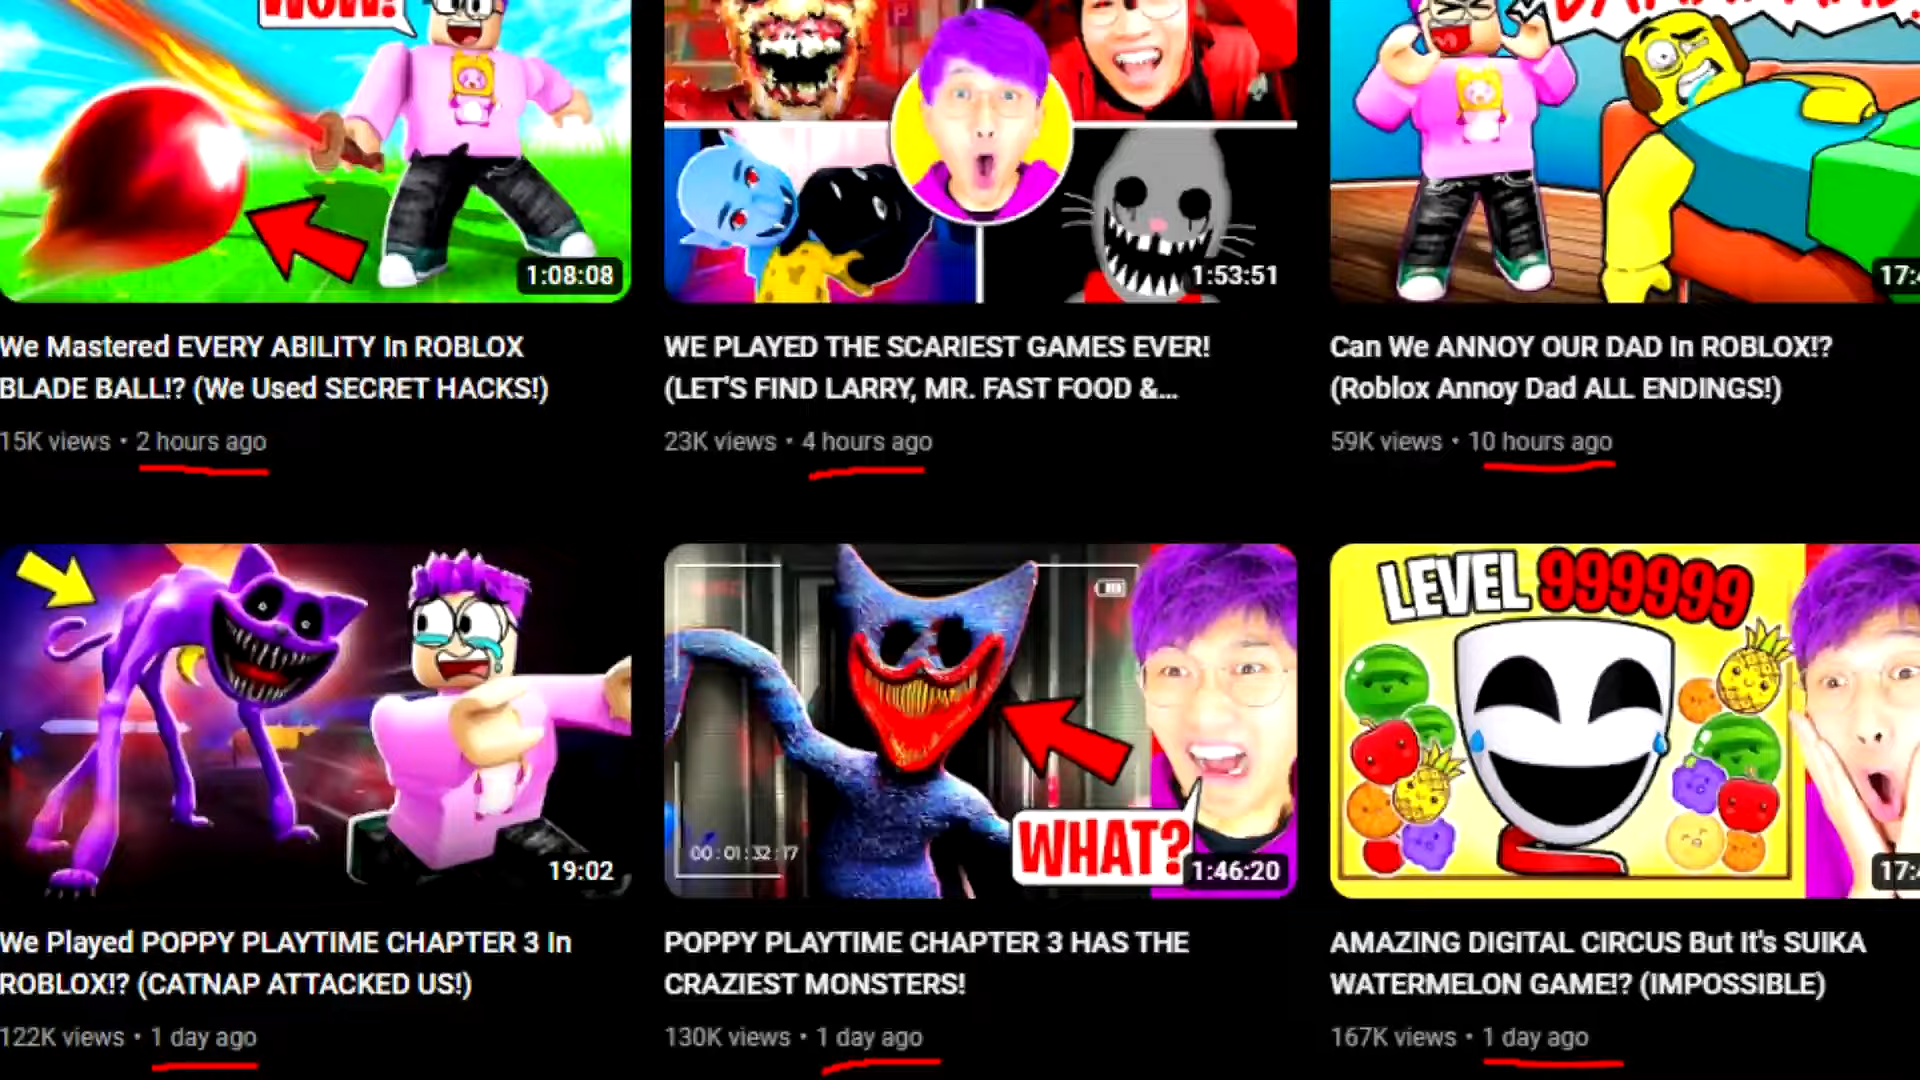 WOW!
1:08:08
1:53:51
17:4
We Mastered EVERY ABILITY In ROBLOX
BLADE BALL!? (We Used SECRET HACKS!)
15K views • 2 hours ago
WE PLAYED THE SCARIEST GAMES EVER!
(LET'S FIND LARRY, MR. FAST FOOD &...
23K views • 4 hours ago
Can We ANNOY OUR DAD In ROBLOX!?
(Roblox Annoy Dad ALL ENDINGS!)
59K views • 10 hours ago
19:02
WHAT?
00:01:32:17
1:46:20
LEVEL 999999
17:4
We Played POPPY PLAYTIME CHAPTER 3 In
ROBLOX!? (CATNAP ATTACKED US!)
122K views • 1 day ago
POPPY PLAYTIME CHAPTER 3 HAS THE
CRAZIEST MONSTERS!
130K views • 1 day ago
AMAZING DIGITAL CIRCUS But It's SUIKA
WATERMELON GAME!? (IMPOSSIBLE)
167K views • 1 day ago